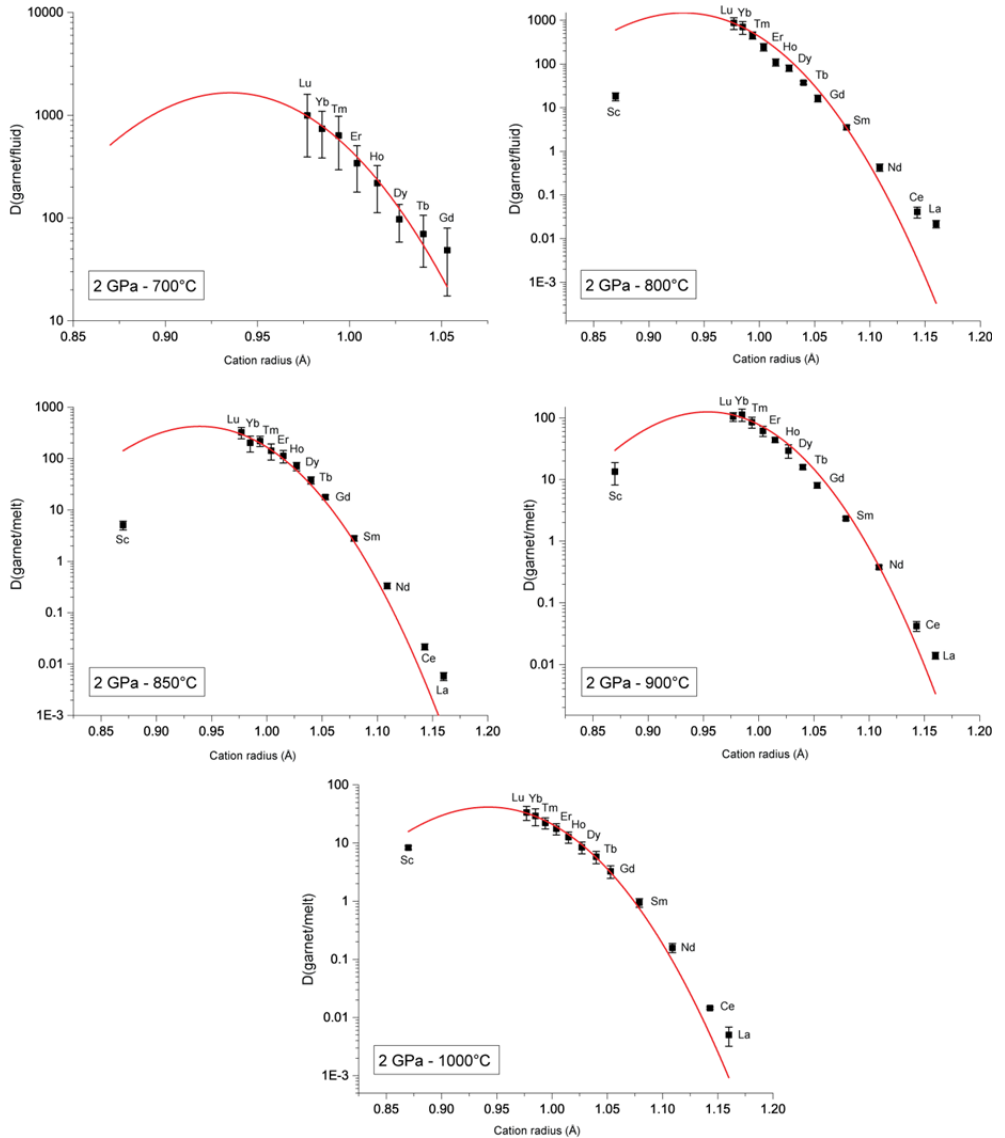 10000
1000
100
10
D(garnet/fluid)
Lu
Yb
Tm
Er
Ho
Dy
Tb
Gd
2 GPa - 700°C
0.85 0.90 0.95 1.00 1.05
Cation radius (Å)
1000
100
10
1
0.1
0.01
1E-3
D(garnet/fluid)
Lu
Yb
Tm
Er
Ho
Dy
Tb
Gd
Sm
Nd
Ce
La
Sc
2 GPa - 800°C
0.85 0.90 0.95 1.00 1.05 1.10 1.15 1.20
Cation radius (Å)
1000
100
10
1
0.1
0.01
1E-3
D(garnet/melt)
Lu
Yb
Tm
Er
Ho
Dy
Tb
Gd
Sm
Nd
Ce
La
Sc
2 GPa - 850°C
0.85 0.90 0.95 1.00 1.05 1.10 1.15 1.20
Cation radius (Å)
100
10
1
0.1
0.01
D(garnet/melt)
Lu
Yb
Tm
Er
Ho
Dy
Tb
Gd
Sm
Nd
Ce
La
Sc
2 GPa - 900°C
0.85 0.90 0.95 1.00 1.05 1.10 1.15 1.20
Cation radius (Å)
100
10
1
0.1
0.01
1E-3
D(garnet/melt)
Lu
Yb
Tm
Er
Ho
Dy
Tb
Gd
Sm
Nd
Ce
La
Sc
2 GPa - 1000°C
0.85 0.90 0.95 1.00 1.05 1.10 1.15 1.20
Cation radius (Å)